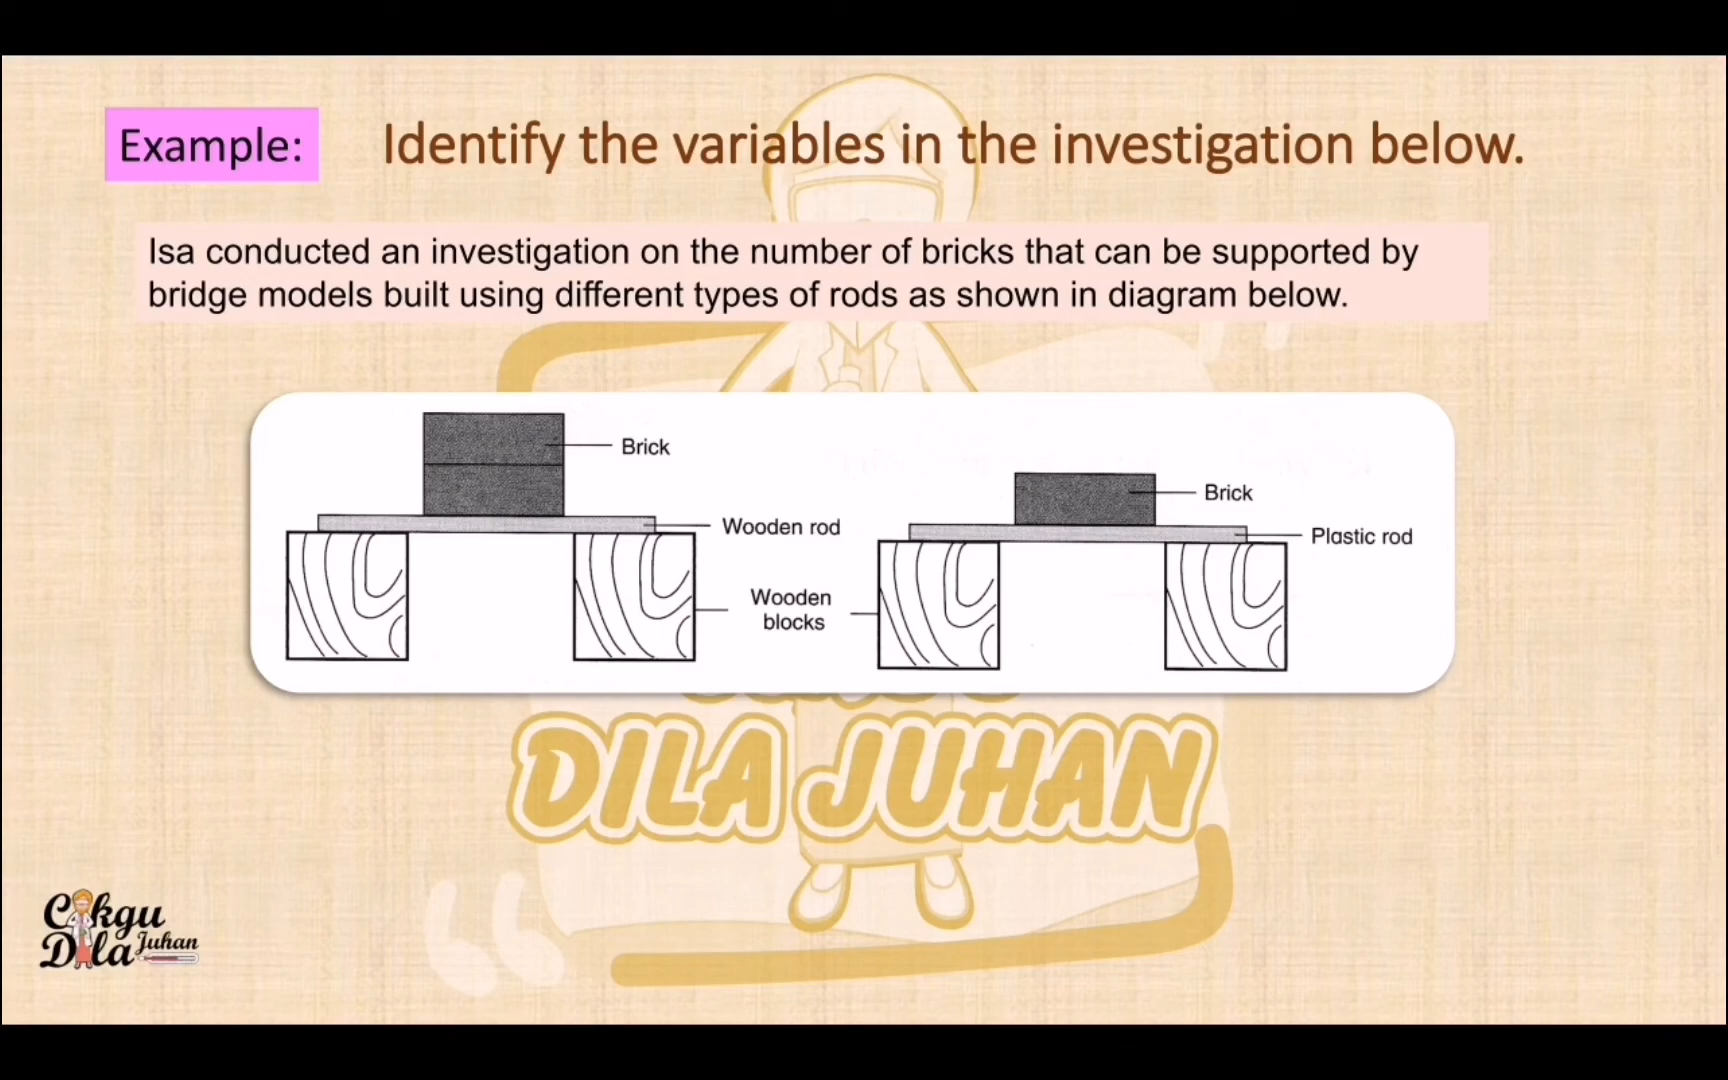 Example:
Identify the variables in the investigation below.
Isa conducted an investigation on the number of bricks that can be supported by
bridge models built using different types of rods as shown in diagram below.
Brick
Wooden rod
Wooden
blocks
Brick
Plastic rod
DILA JUHAN
Cikgu
Dila Juhan